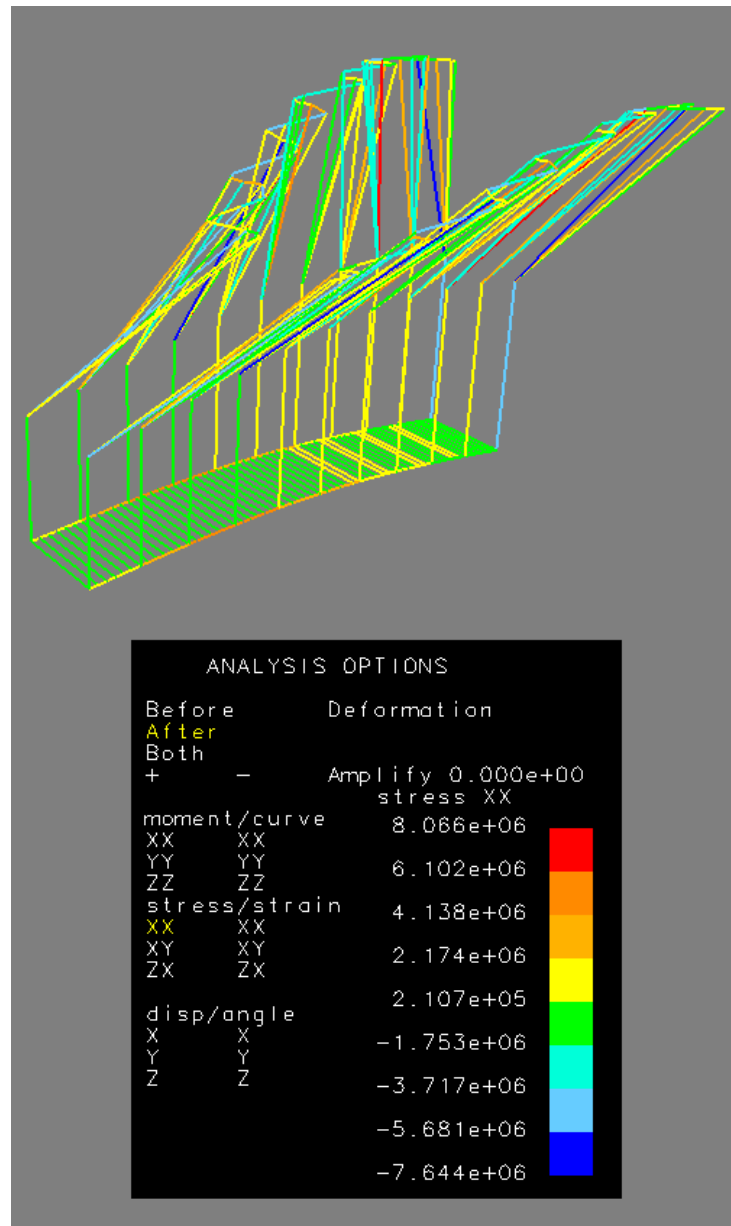 ANALYSIS OPTIONS
Before Deformation
After
Both
+ - Amplify 0.000e+00
stress XX
moment/curve 8.066e+06
XX XX
YY YY 6.102e+06
ZZ ZZ
stress/strain 4.138e+06
XX XX
XY XY 2.174e+06
ZX ZX
2.107e+05
disp/angle
X X -1.753e+06
Y Y
Z Z -3.717e+06
-5.681e+06
-7.644e+06